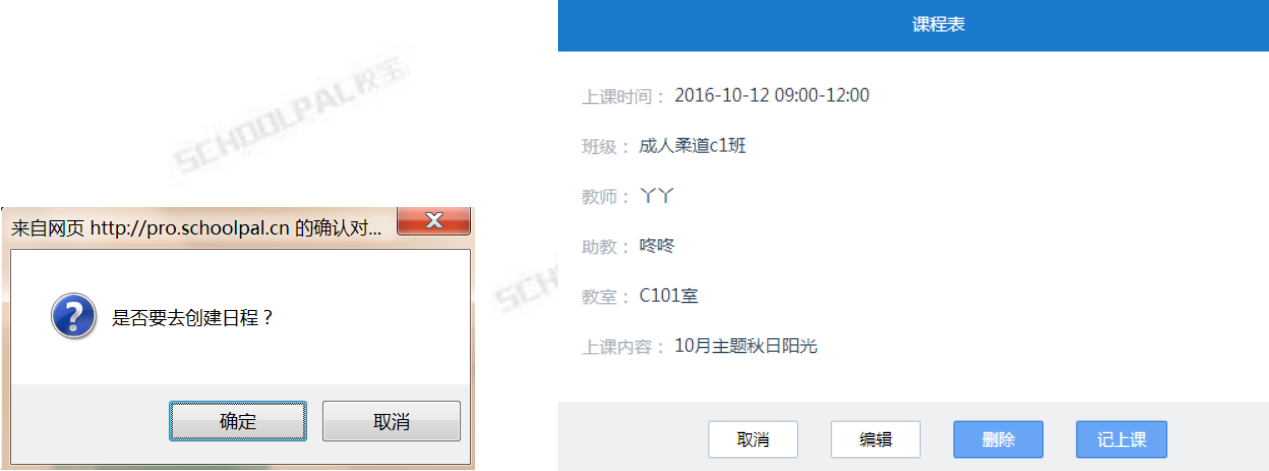 SCHOOLPAL校宝
来自网页 http://pro.schoolpal.cn 的确认对...
是否要去创建日程？
确定
取消
SCH
课程表
上课时间： 2016-10-12 09:00-12:00
班级： 成人柔道c1班
教师： 丫丫
助教： 咚咚
教室： C101室
上课内容： 10月主题秋日阳光
取消
编辑
删除
记上课